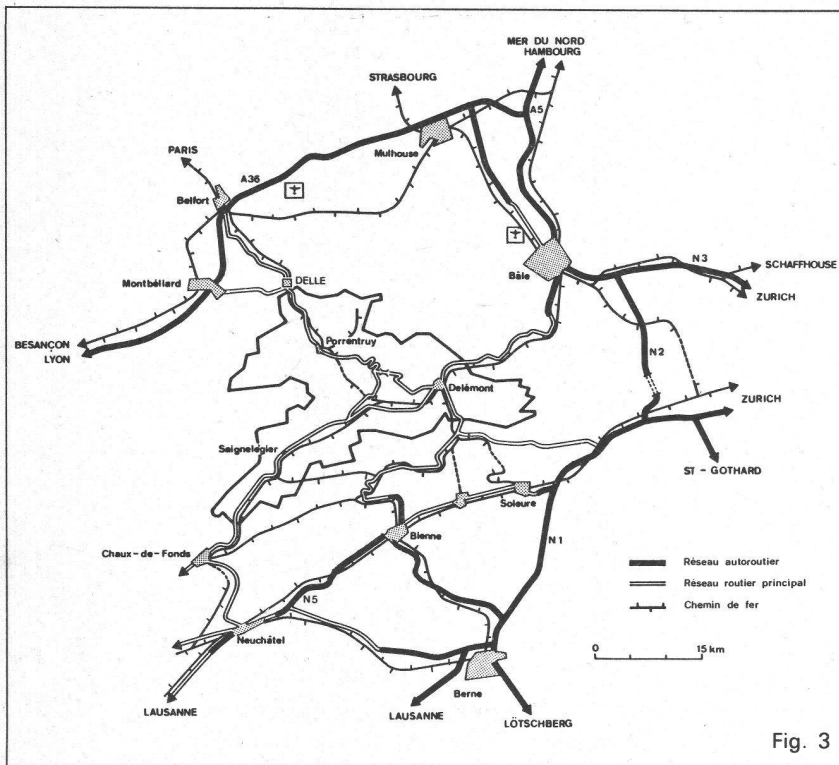 MER DU NORD
HAMBOURG
STRASBOURG
A5
Mulhouse
PARIS
A36
Belfort
Bâle
N3
SCHAFFHOUSE
ZURICH
Montbéliard
DELLE
BESANÇON
LYON
Porrentruy
N2
Delémont
ZURICH
Saignelégier
ST - GOTHARD
Soleure
Chaux-de-Fonds
Bienne
N1
Réseau autoroutier
Réseau routier principal
Chemin de fer
N5
Neuchâtel
0 15 km
Berne
LAUSANNE
LAUSANNE
LÖTSCHBERG
Fig. 3